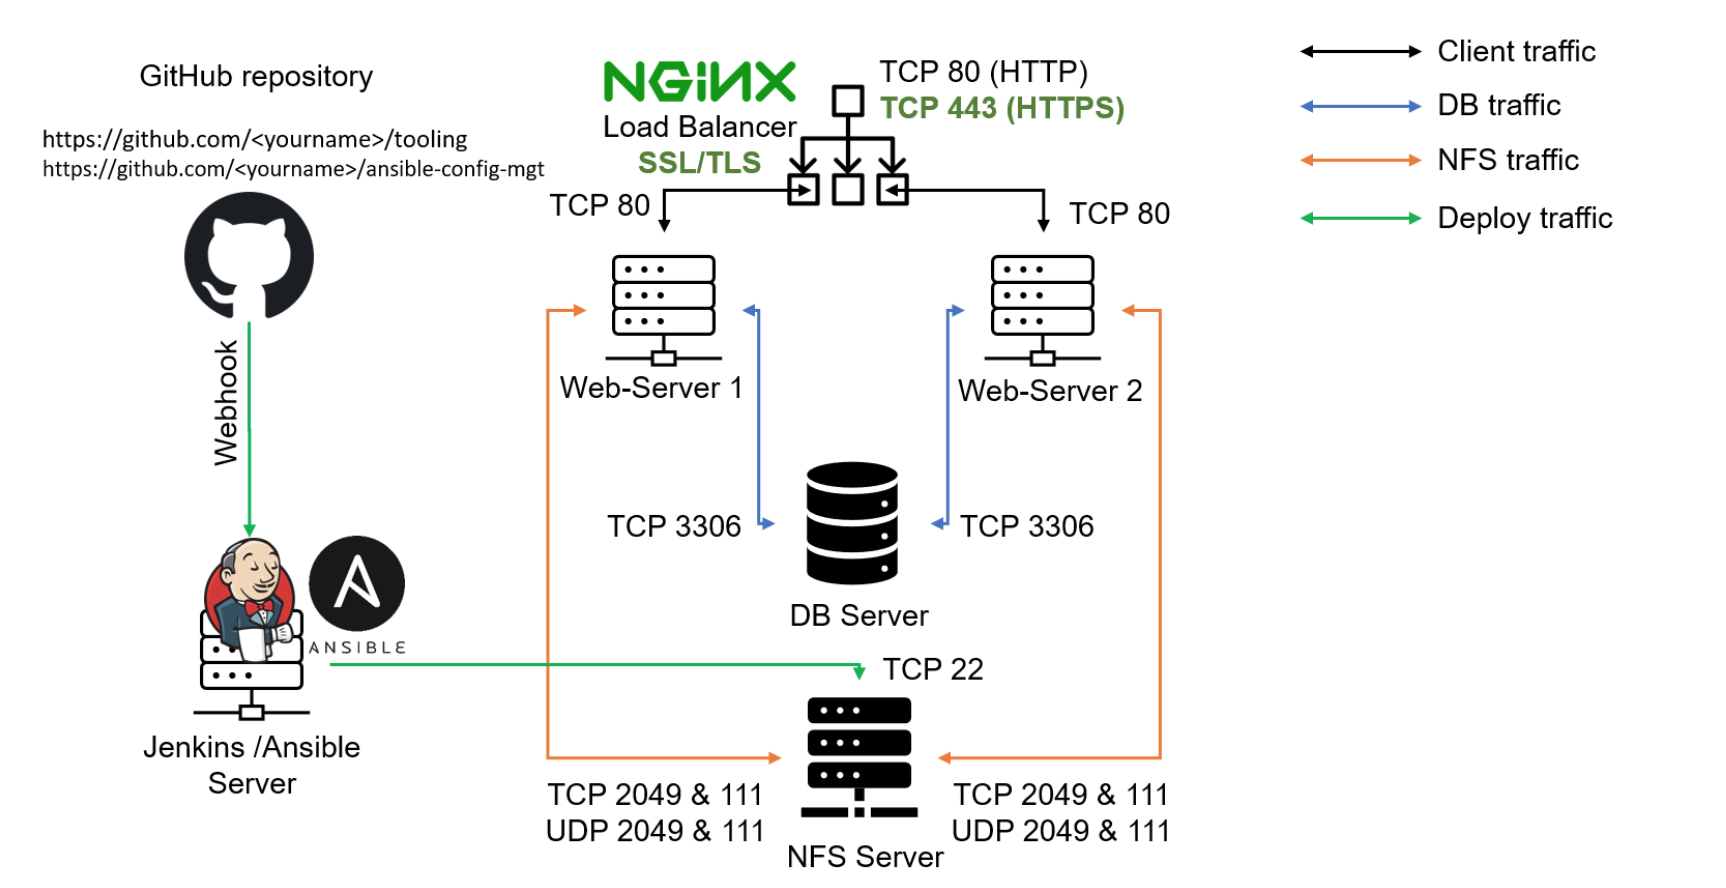 GitHub repository
https://github.com/<yourname>/tooling
https://github.com/<yourname>/ansible-config-mgt
NGINX
Load Balancer
SSL/TLS
TCP 80 (HTTP)
TCP 443 (HTTPS)
Client traffic
DB traffic
NFS traffic
Deploy traffic
TCP 80
TCP 80
Webhook
Web-Server 1
Web-Server 2
TCP 3306
TCP 3306
DB Server
A
ANSIBLE
TCP 22
Jenkins /Ansible
Server
TCP 2049 & 111
UDP 2049 & 111
TCP 2049 & 111
UDP 2049 & 111
NFS Server